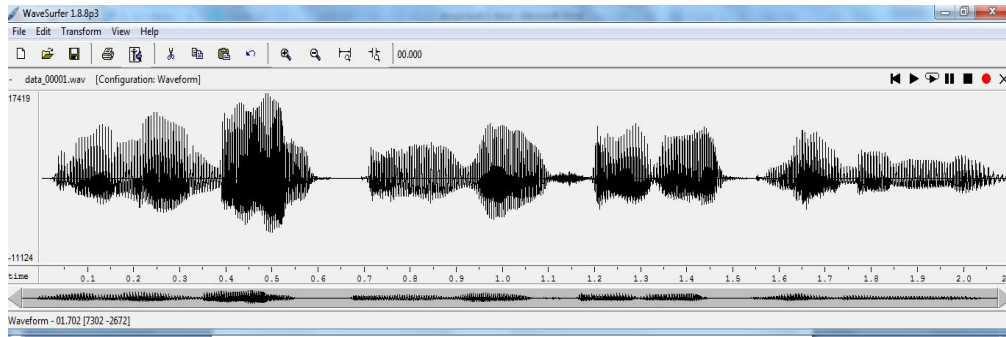 WaveSurfer 1.8.8p3
File Edit Transform View Help
00.000
- data_00001.wav [Configuration: Waveform]
17419
-11124
time 0.1 0.2 0.3 0.4 0.5 0.6 0.7 0.8 0.9 1.0 1.1 1.2 1.3 1.4 1.5 1.6 1.7 1.8 1.9 2.0 2
Waveform - 01.702 [7302 -2672]